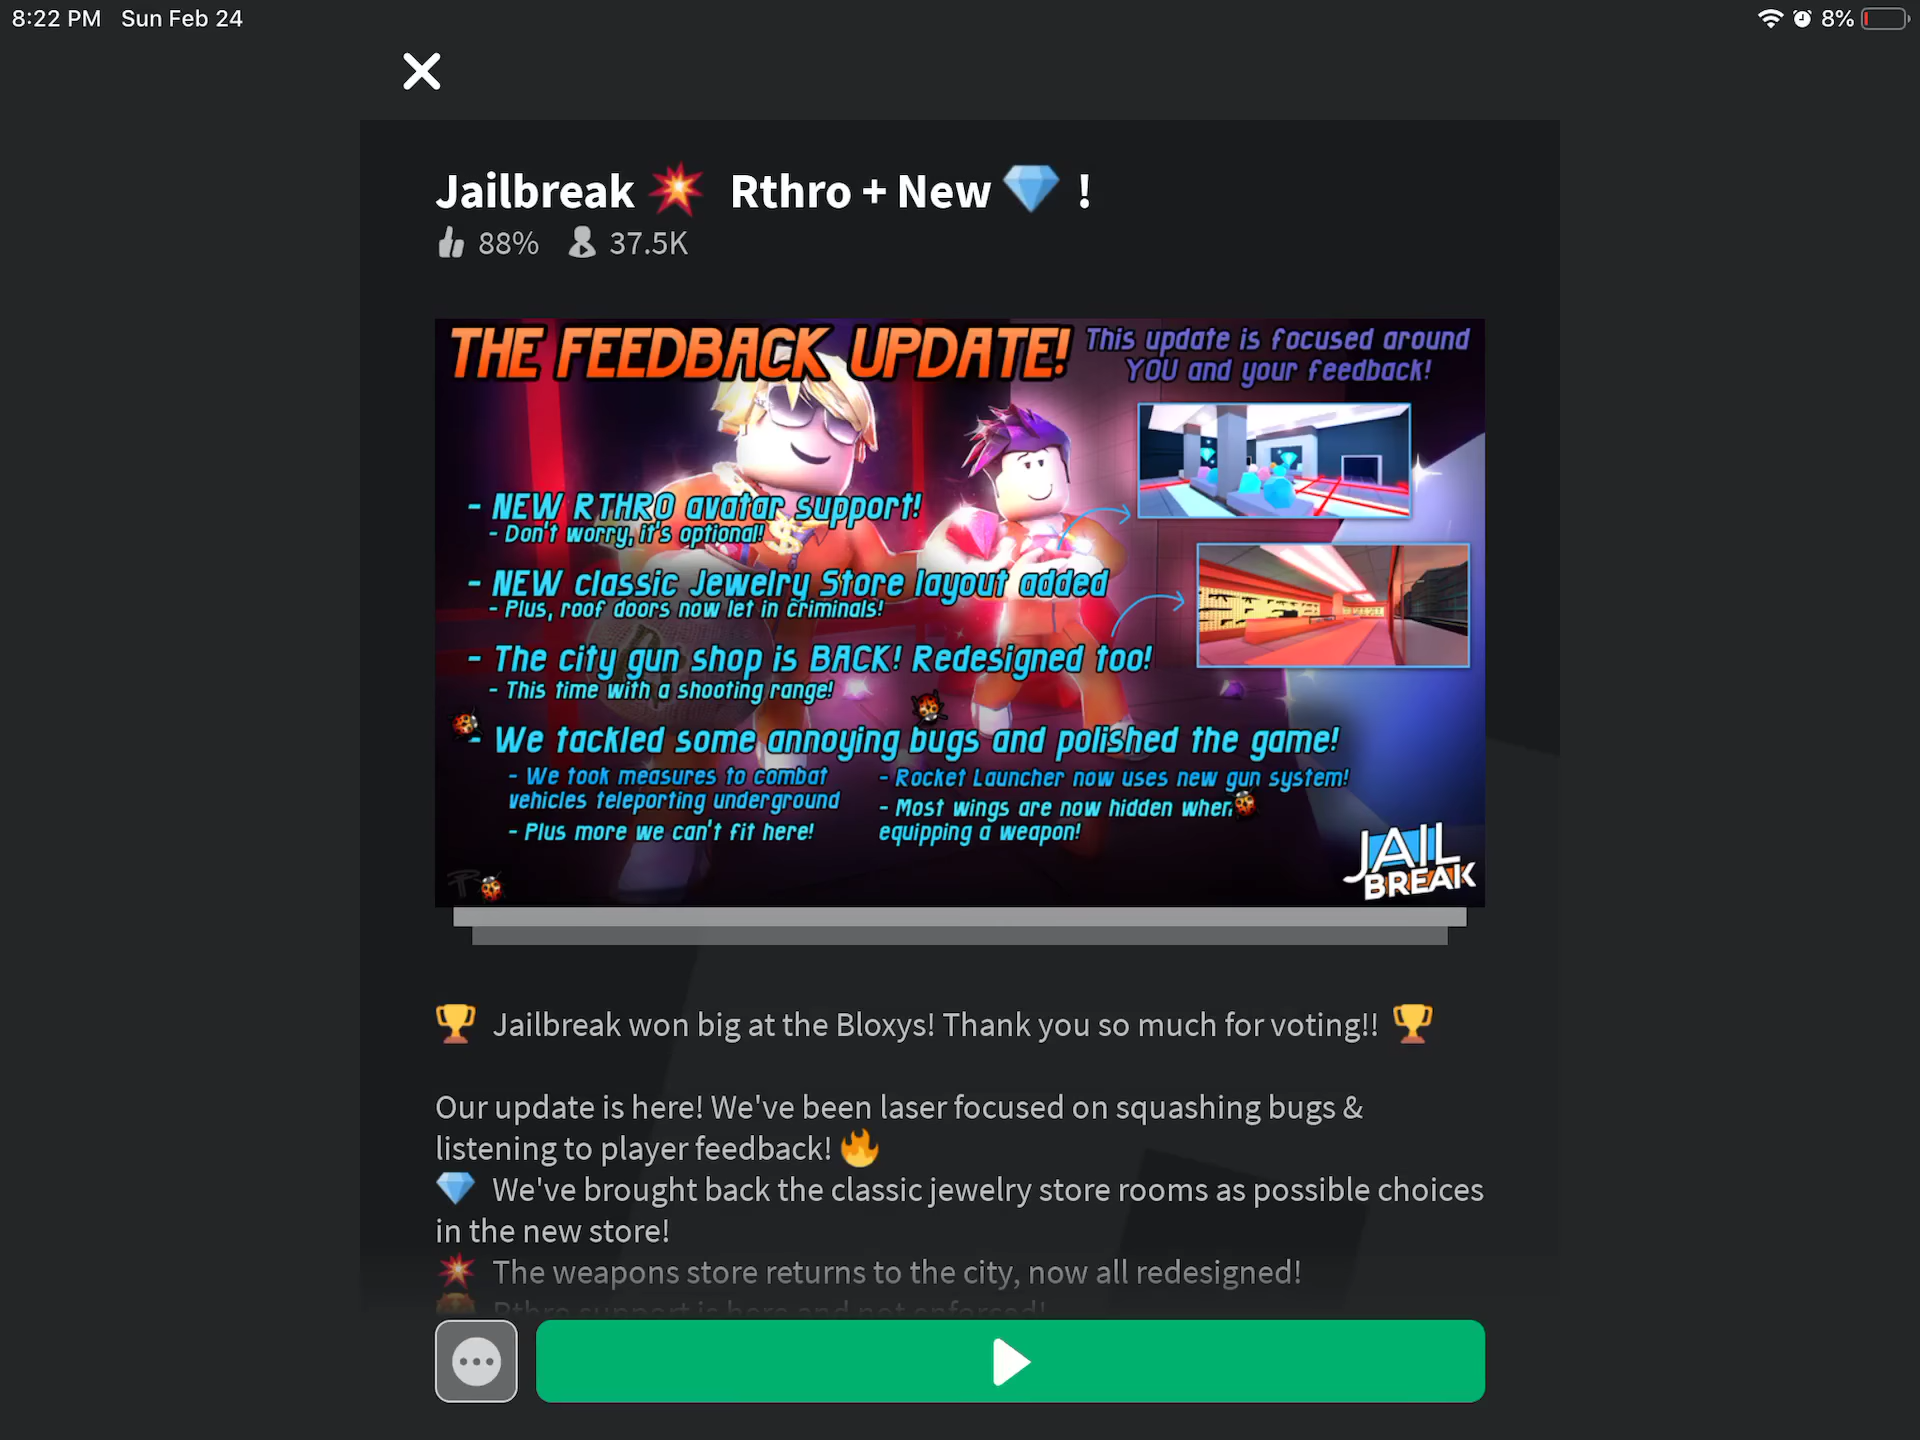 8:22 PM Sun Feb 24
8%
Jailbreak 💥 Rthro + New 💎 !
88% 37.5K
THE FEEDBACK UPDATE!
This update is focused around
YOU and your feedback!
- NEW RTHRO avatar support!
- Don't worry, it's optional!
- NEW classic Jewelry Store layout added
- Plus, roof doors now let in criminals!
- The city gun shop is BACK! Redesigned too!
- This time with a shooting range!
- We tackled some annoying bugs and polished the game!
- We took measures to combat
vehicles teleporting underground
- Plus more we can't fit here!
- Rocket Launcher now uses new gun system!
- Most wings are now hidden when
equipping a weapon!
JAIL
BREAK
🏆 Jailbreak won big at the Bloxys! Thank you so much for voting!! 🏆
Our update is here! We've been laser focused on squashing bugs &
listening to player feedback! 🔥
💎 We've brought back the classic jewelry store rooms as possible choices
in the new store!
💥 The weapons store returns to the city, now all redesigned!
Rthro support is here and not enforced!